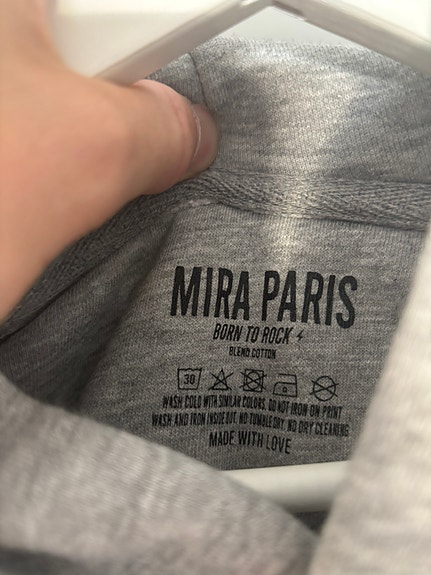 MIRA PARIS
BORN TO ROCK
BLEND COTTON
30
WASH COLD WITH SIMILAR COLORS. DO NOT IRON ON PRINT
WASH AND IRON INSIDE OUT. NO TUMBLE DRY. NO DRY CLEANING
MADE WITH LOVE